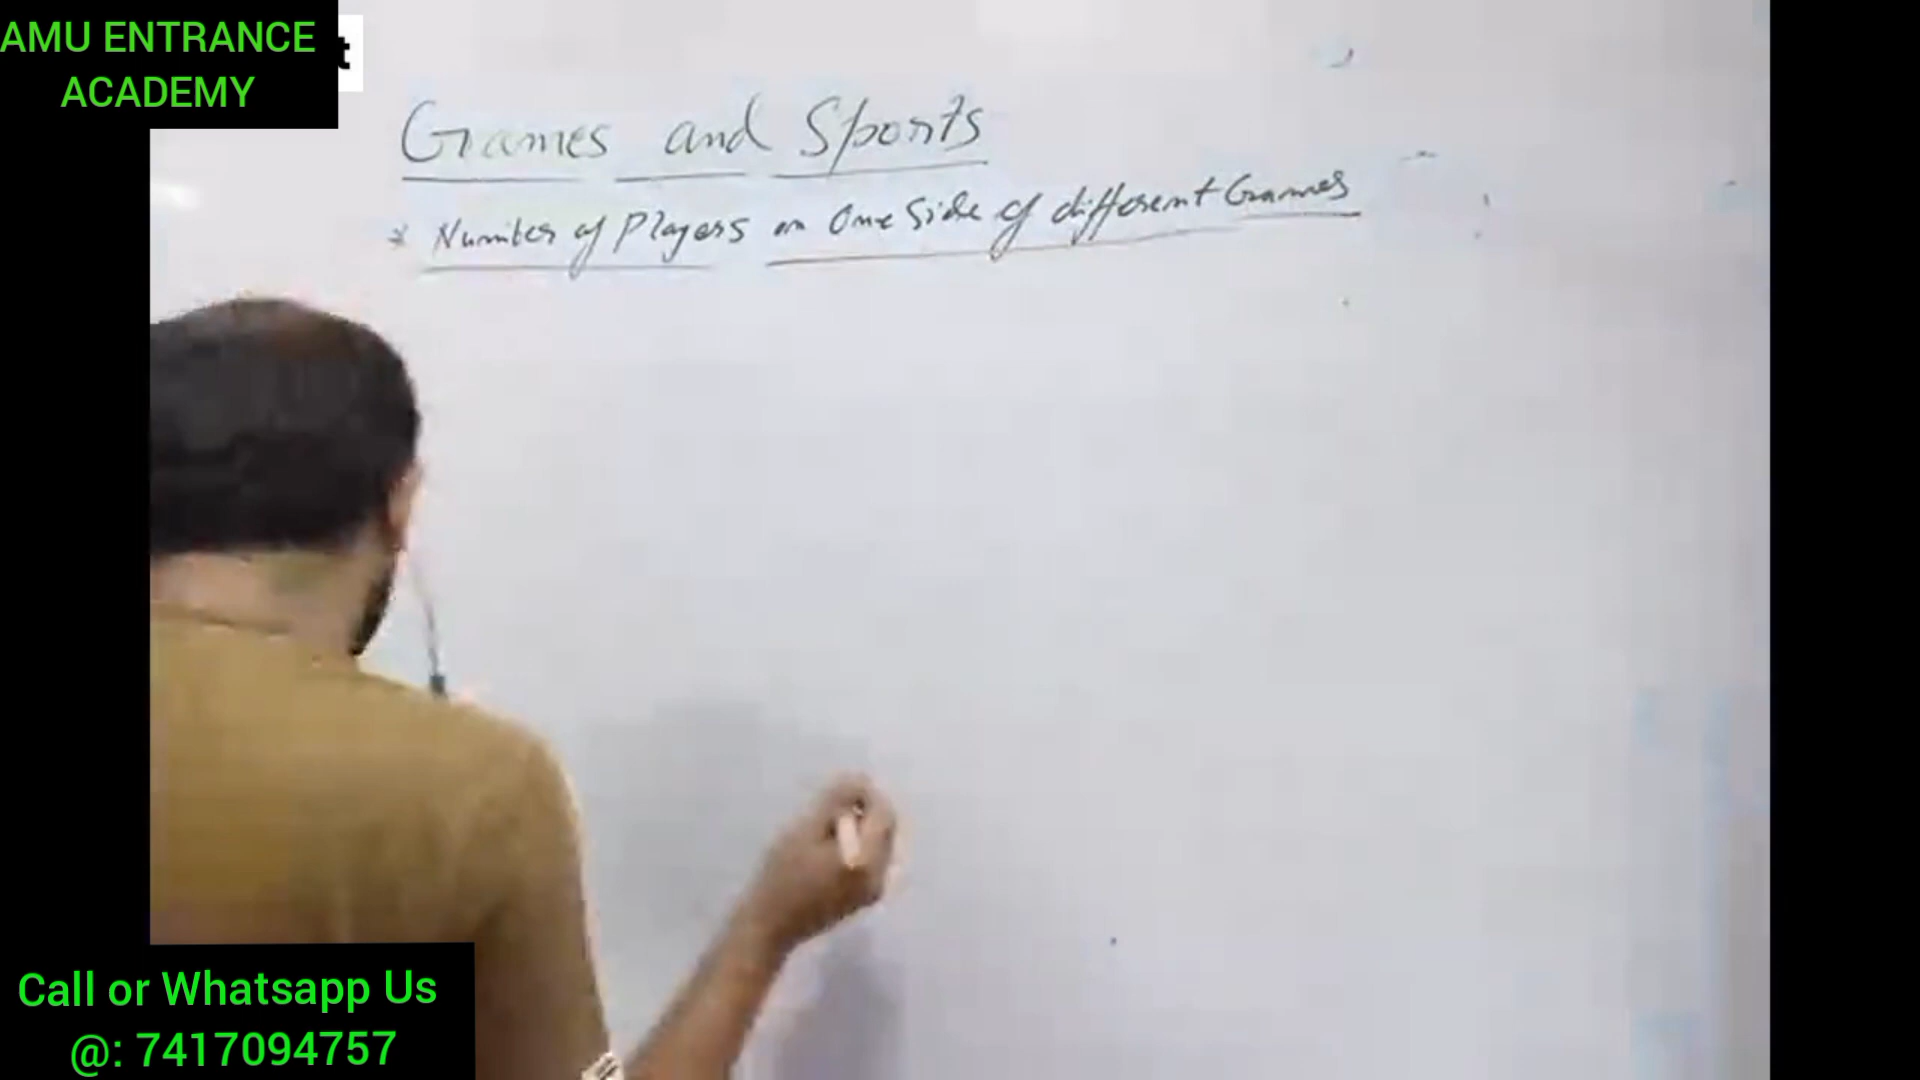 AMU ENTRANCE
ACADEMY
t
Games and Sports
* Number of Players on One Side of different Games
Call or Whatsapp Us
@: 7417094757